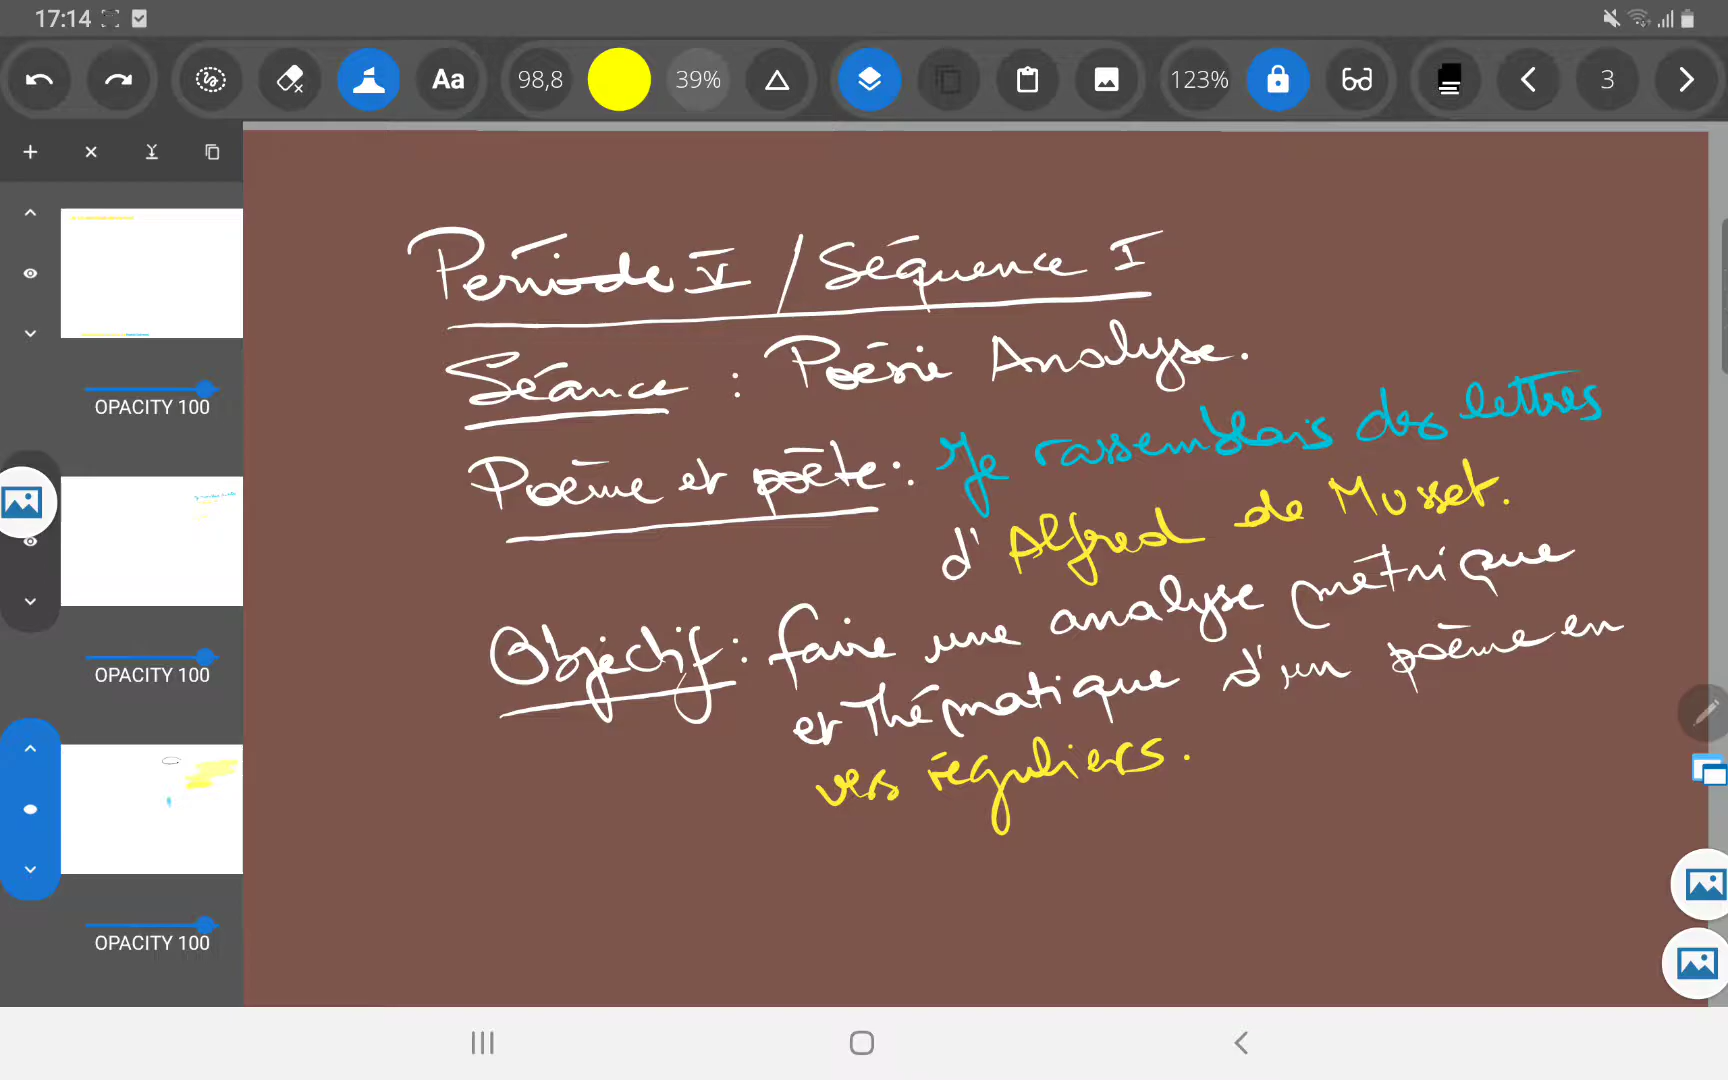 17:14
Aa
98,8
39%
123%
3
Période V / Séquence I
Séance : Poésie Analyse.
Poème et poète : Je rassemblais des lettres
d'Alfred de Musset.
Objectif : faire une analyse métrique
et thématique d'un poème en
vers réguliers.
OPACITY 100
OPACITY 100
OPACITY 100